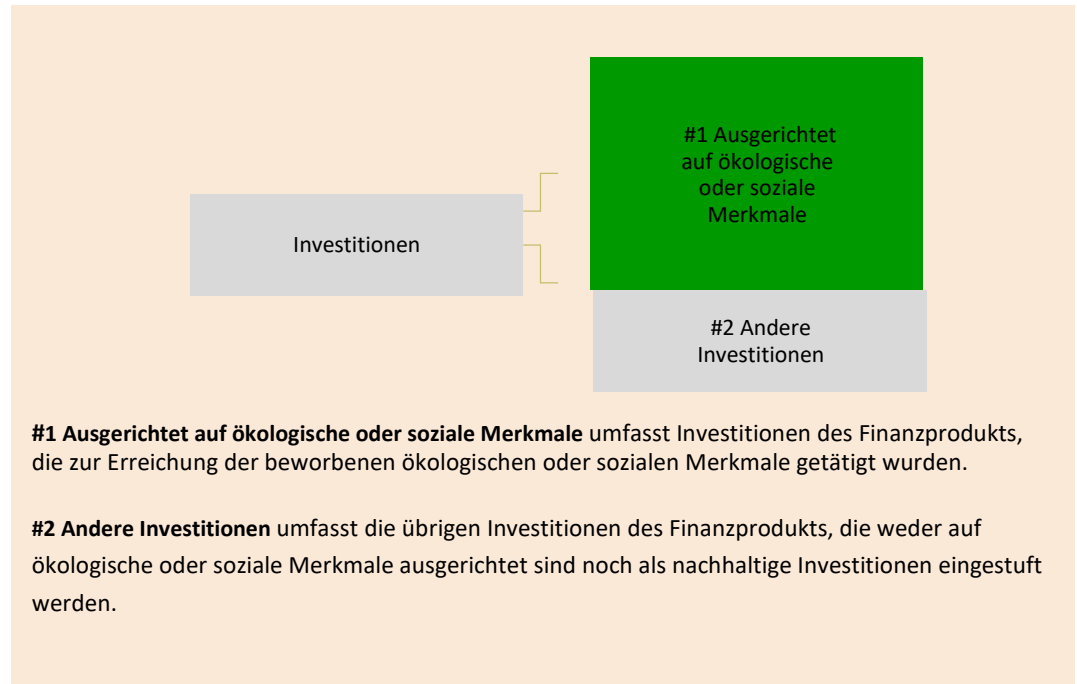 #1 Ausgerichtet
auf ökologische
oder soziale
Merkmale
Investitionen
#2 Andere
Investitionen
#1 Ausgerichtet auf ökologische oder soziale Merkmale umfasst Investitionen des Finanzprodukts,
die zur Erreichung der beworbenen ökologischen oder sozialen Merkmale getätigt wurden.
#2 Andere Investitionen umfasst die übrigen Investitionen des Finanzprodukts, die weder auf
ökologische oder soziale Merkmale ausgerichtet sind noch als nachhaltige Investitionen eingestuft
werden.